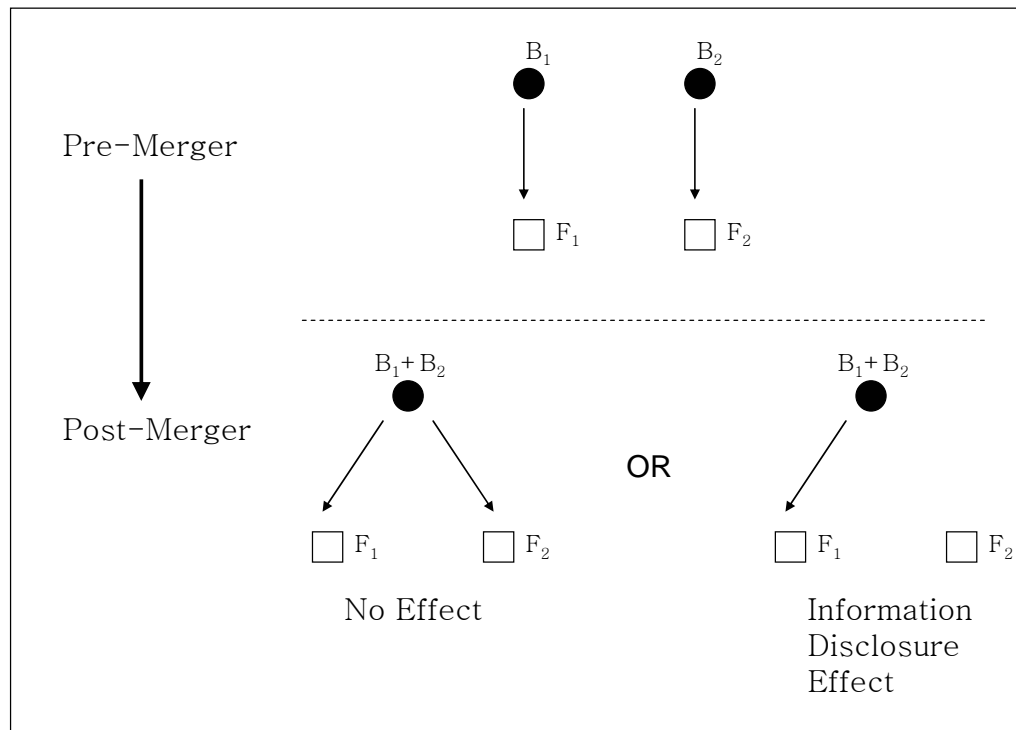 B₁ B₂
Pre-Merger
F₁ F₂
B₁+ B₂ B₁+ B₂
Post-Merger
OR
F₁ F₂ F₁ F₂
No Effect
Information
Disclosure
Effect